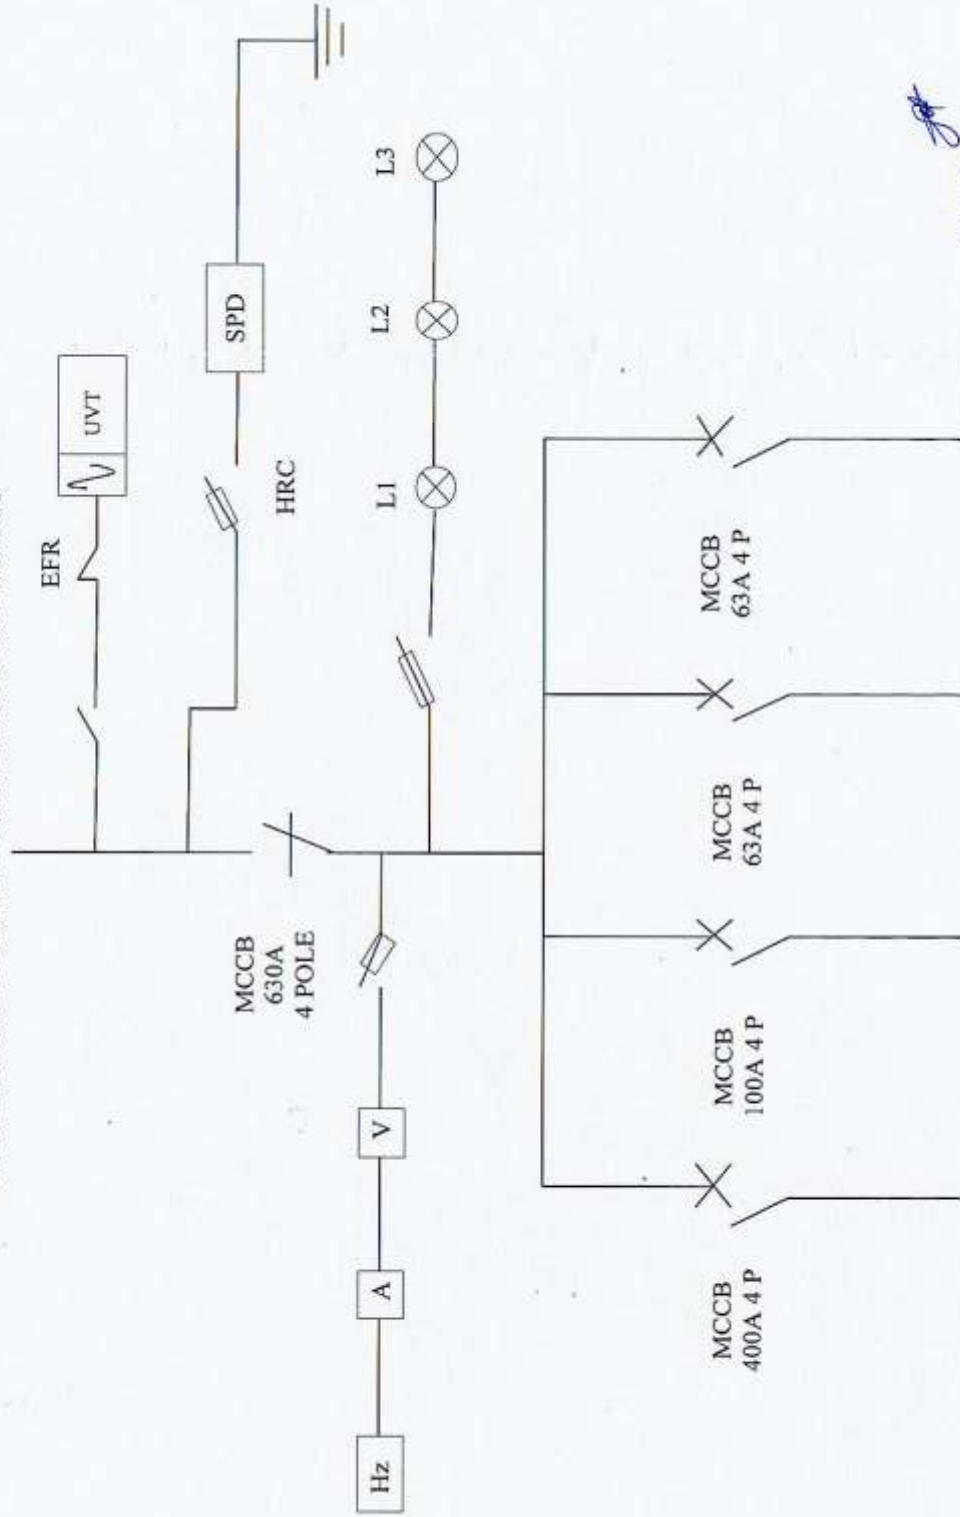 EFR
UVT
SPD
HRC
L1
L2
L3
MCCB
630A
4 POLE
Hz
A
V
MCCB
400A 4 P
MCCB
100A 4 P
MCCB
63A 4 P
MCCB
63A 4 P